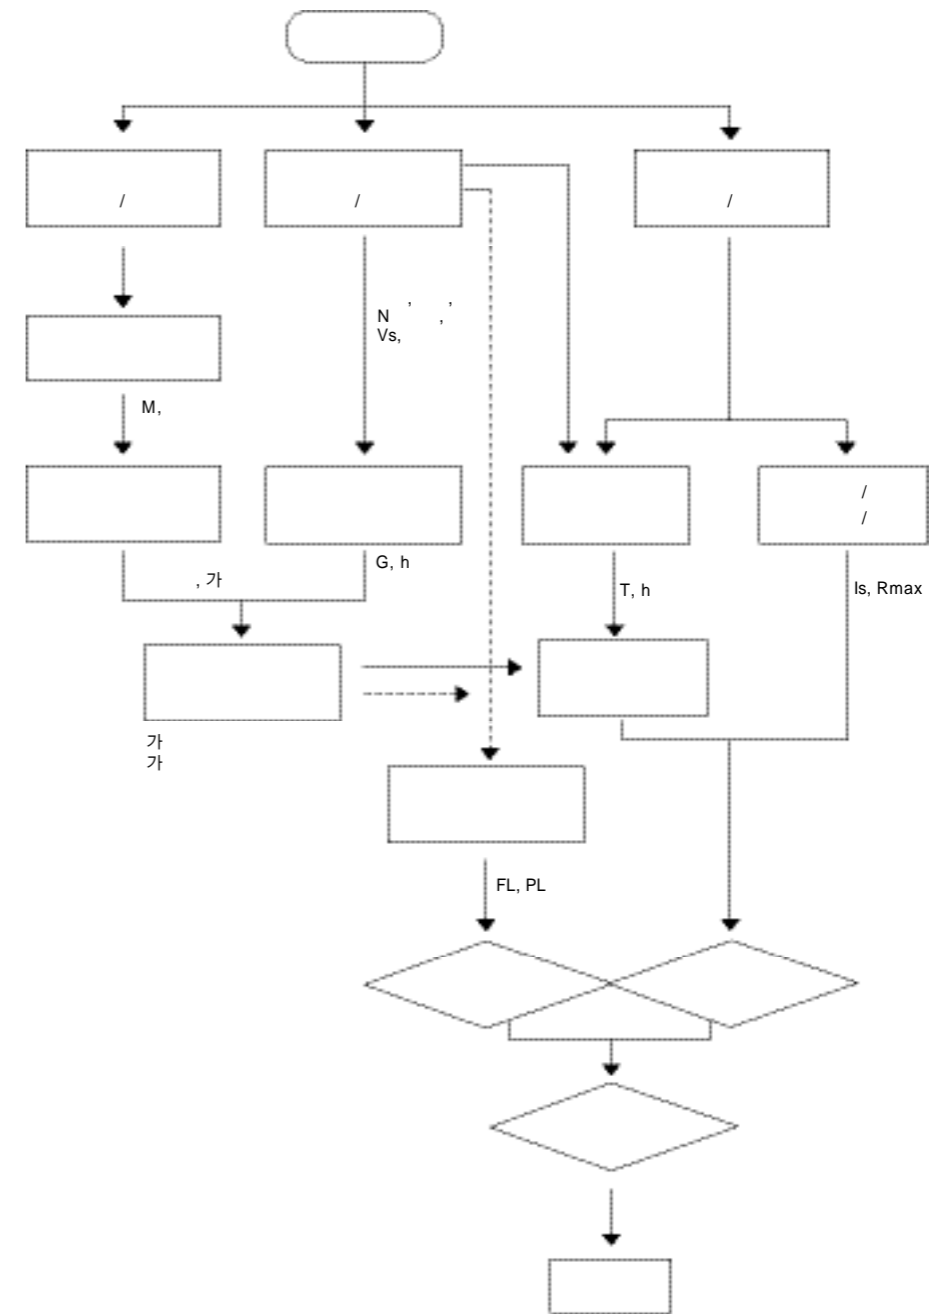 /
/
/
N ' , '
Vs,
M,
/
/
, 가
G, h
T, h
Is, Rmax
가
가
FL, PL